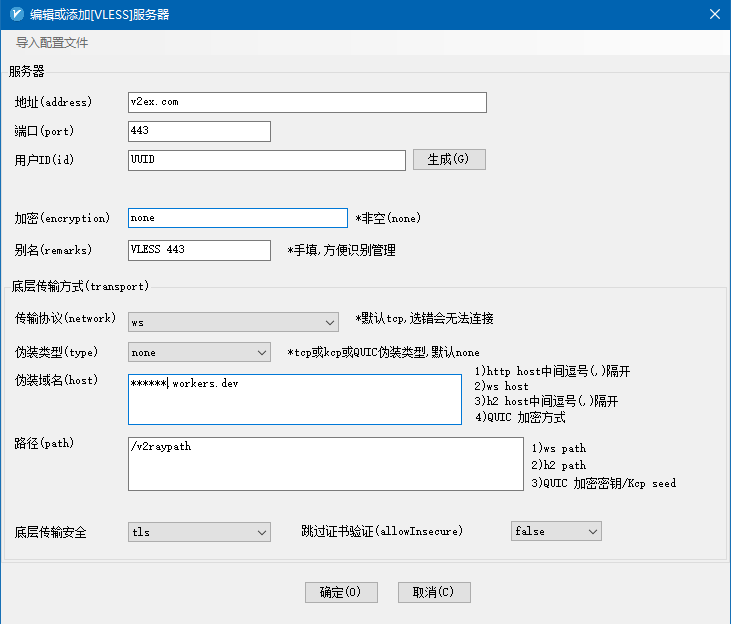 编辑或添加[VLESS]服务器
导入配置文件
服务器
地址(address) v2ex.com
端口(port) 443
用户ID(id) UUID 生成(G)
加密(encryption) none *非空(none)
别名(remarks) VLESS 443 *手填,方便识别管理
底层传输方式(transport)
传输协议(network) ws *默认tcp,选错会无法连接
伪装类型(type) none *tcp或kcp或QUIC伪装类型,默认none
伪装域名(host) ******.workers.dev
1)http host中间逗号(,)隔开
2)ws host
3)h2 host中间逗号(,)隔开
4)QUIC 加密方式
路径(path) /v2raypath
1)ws path
2)h2 path
3)QUIC 加密密钥/Kcp seed
底层传输安全 tls 跳过证书验证(allowInsecure) false
确定(O) 取消(C)